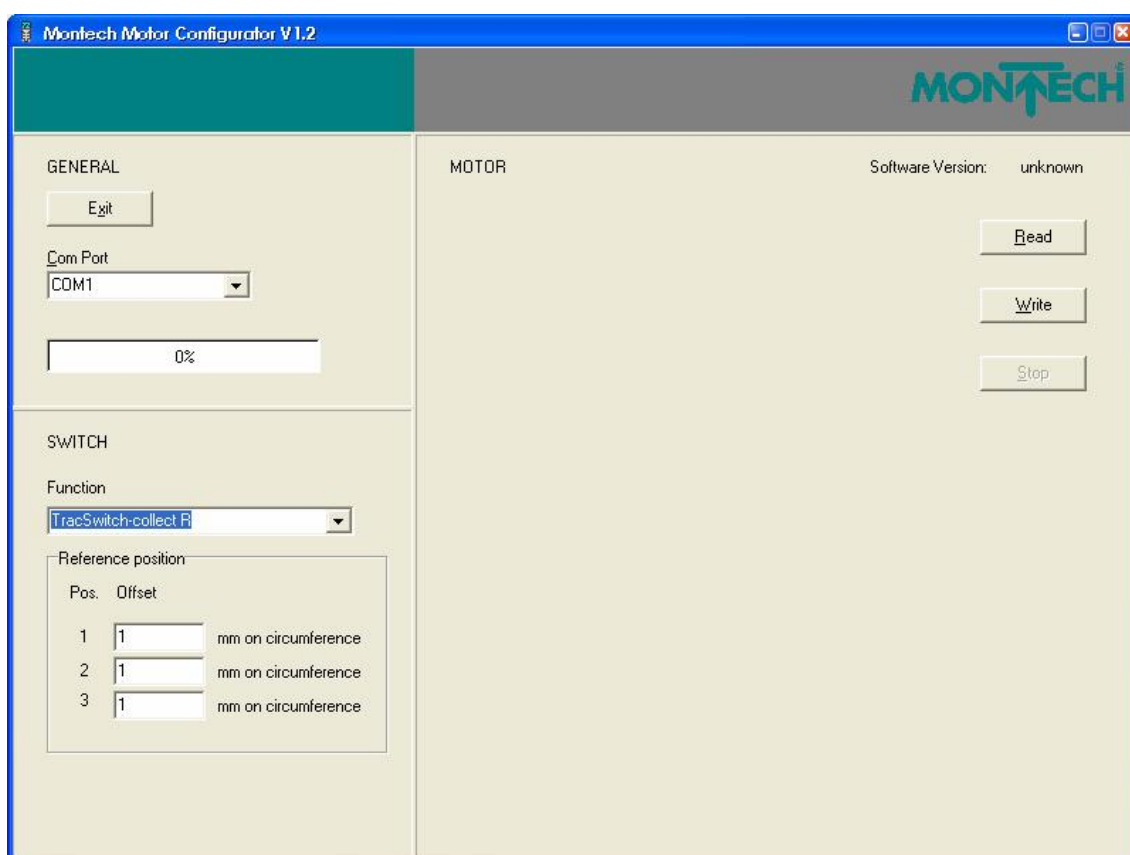 Montech Motor Configurator V1.2
MONTECH
GENERAL
Exit
Com Port
COM1
0%
SWITCH
Function
TracSwitch-collect R
Reference position
Pos. Offset
1 1 mm on circumference
2 1 mm on circumference
3 1 mm on circumference
MOTOR
Software Version: unknown
Read
Write
Stop